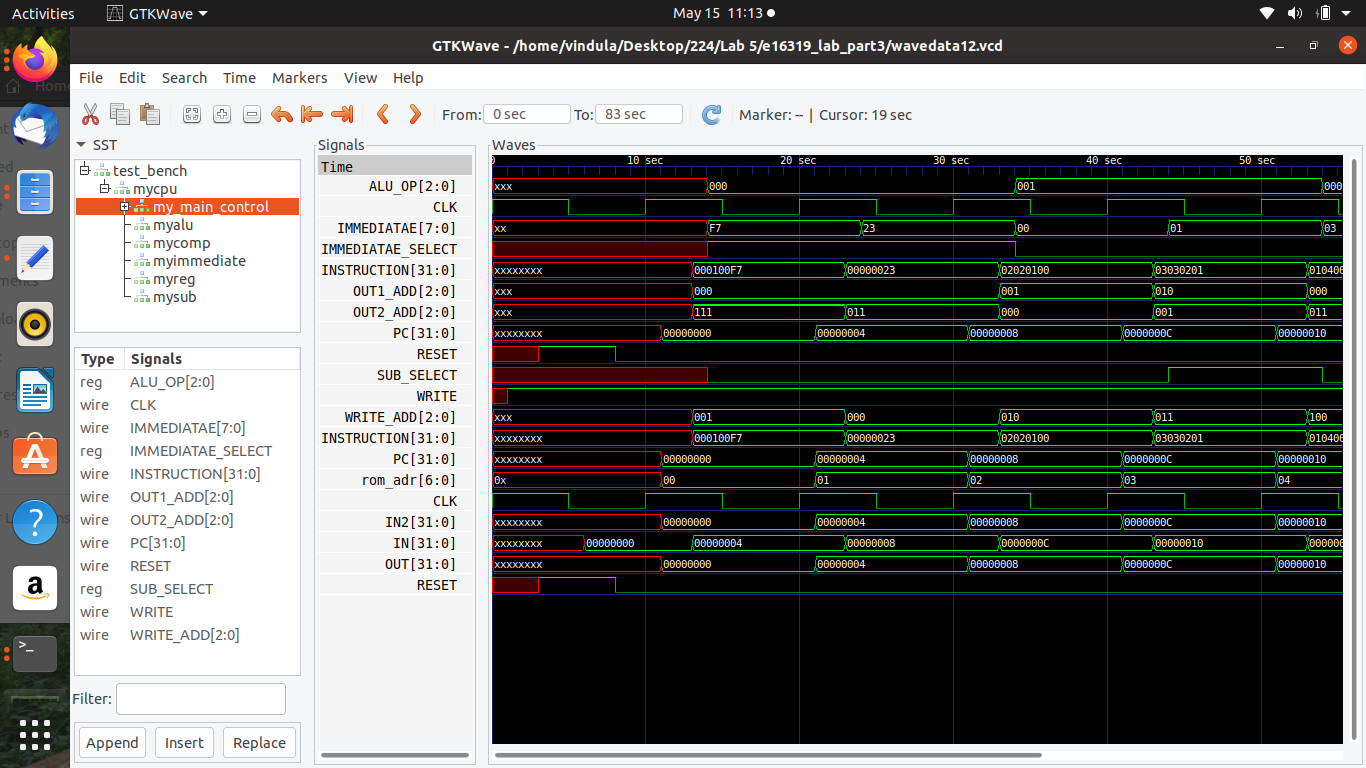 Activities GTKWave May 15 11:13
GTKWave - /home/vindula/Desktop/224/Lab 5/e16319_lab_part3/wavedata12.vcd
File Edit Search Time Markers View Help
From: 0 sec To: 83 sec Marker: -- | Cursor: 19 sec
SST
test_bench
mycpu
my_main_control
myalu
mycomp
myimmediate
myreg
mysub
Type Signals
reg ALU_OP[2:0]
wire CLK
wire IMMEDIATAE[7:0]
reg IMMEDIATAE_SELECT
wire INSTRUCTION[31:0]
wire OUT1_ADD[2:0]
wire OUT2_ADD[2:0]
wire PC[31:0]
wire RESET
reg SUB_SELECT
wire WRITE
wire WRITE_ADD[2:0]
Filter:
Append Insert Replace
Signals
Waves
Time 0 10 sec 20 sec 30 sec 40 sec 50 sec
ALU_OP[2:0] xxx 000 001 000
CLK
IMMEDIATAE[7:0] xx F7 23 00 01 03
IMMEDIATAE_SELECT
INSTRUCTION[31:0] xxxxxxxx 000100F7 00000023 02020100 03030201 010400
OUT1_ADD[2:0] xxx 000 001 010 000
OUT2_ADD[2:0] xxx 111 011 000 001 011
PC[31:0] xxxxxxxx 00000000 00000004 00000008 0000000C 00000010
RESET
SUB_SELECT
WRITE
WRITE_ADD[2:0] xxx 001 000 010 011 100
INSTRUCTION[31:0] xxxxxxxx 000100F7 00000023 02020100 03030201 010400
PC[31:0] xxxxxxxx 00000000 00000004 00000008 0000000C 00000010
rom_adr[6:0] 0x 00 01 02 03 04
CLK
IN2[31:0] xxxxxxxx 00000000 00000004 00000008 0000000C 00000010
IN[31:0] xxxxxxxx 00000000 00000004 00000008 0000000C 00000010 000000
OUT[31:0] xxxxxxxx 00000000 00000004 00000008 0000000C 00000010
RESET